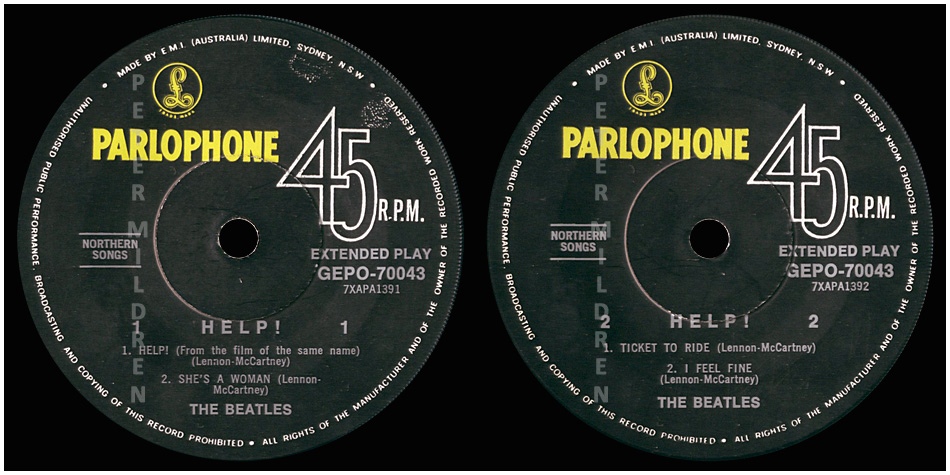 MADE BY E.M.I. (AUSTRALIA) LIMITED, SYDNEY, N.S.W
£
TRADE MARK
PARLOPHONE
45
R.P.M.
NORTHERN
SONGS
EXTENDED PLAY
GEPO-70043
7XAPA1391
1 HELP! 1
1. HELP! (From the film of the same name)
(Lennon-McCartney)
2. SHE'S A WOMAN (Lennon-
McCartney)
THE BEATLES
UNAUTHORISED PUBLIC PERFORMANCE, BROADCASTING AND COPYING OF THIS RECORD PROHIBITED ● ALL RIGHTS OF THE MANUFACTURER AND OF THE OWNER OF THE RECORDED WORK RESERVED
PETER MILDREN
MADE BY E.M.I. (AUSTRALIA) LIMITED, SYDNEY, N.S.W
£
TRADE MARK
PARLOPHONE
45
R.P.M.
NORTHERN
SONGS
EXTENDED PLAY
GEPO-70043
7XAPA1392
2 HELP! 2
1. TICKET TO RIDE (Lennon-McCartney)
2. I FEEL FINE
(Lennon-McCartney)
THE BEATLES
UNAUTHORISED PUBLIC PERFORMANCE, BROADCASTING AND COPYING OF THIS RECORD PROHIBITED ● ALL RIGHTS OF THE MANUFACTURER AND OF THE OWNER OF THE RECORDED WORK RESERVED
PETER MILDREN